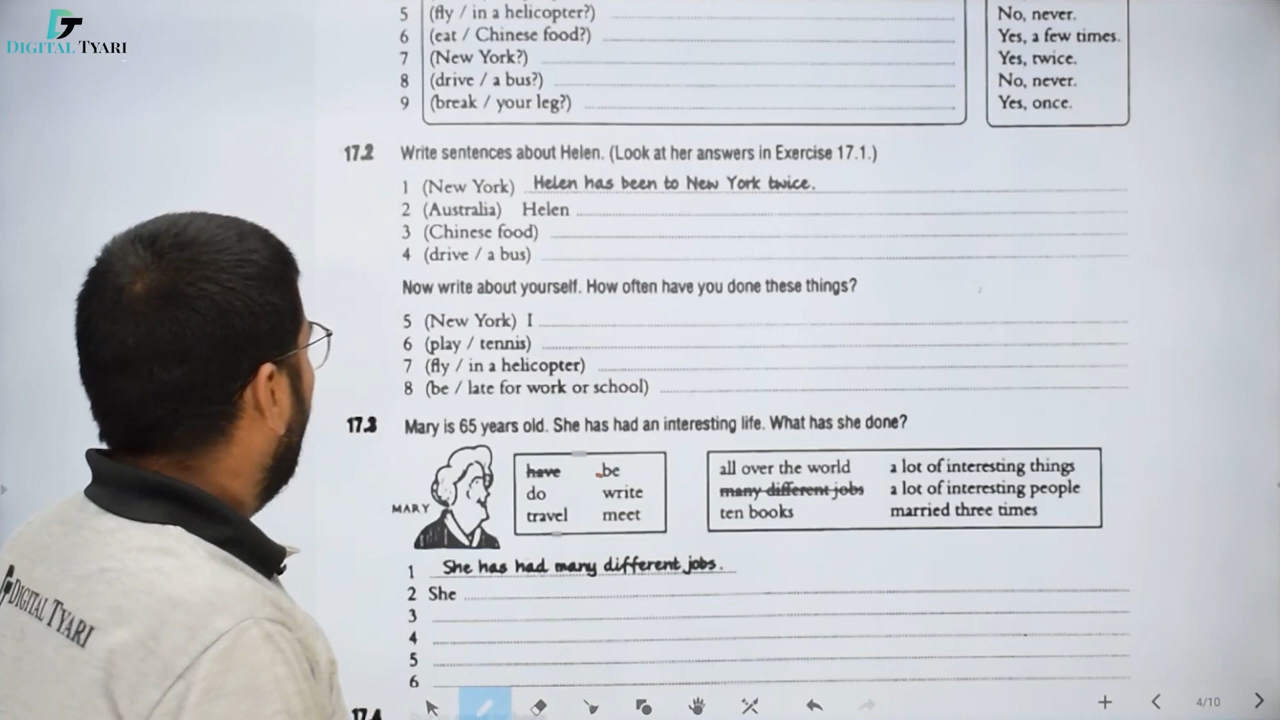 DT
DIGITAL TYARI
5 (fly / in a helicopter?) No, never.
6 (eat / Chinese food?) Yes, a few times.
7 (New York?) Yes, twice.
8 (drive / a bus?) No, never.
9 (break / your leg?) Yes, once.
17.2 Write sentences about Helen. (Look at her answers in Exercise 17.1.)
1 (New York) Helen has been to New York twice.
2 (Australia) Helen
3 (Chinese food)
4 (drive / a bus)
Now write about yourself. How often have you done these things?
5 (New York) I
6 (play / tennis)
7 (fly / in a helicopter)
8 (be / late for work or school)
17.3 Mary is 65 years old. She has had an interesting life. What has she done?
MARY
have be
do write
travel meet
all over the world a lot of interesting things
many different jobs a lot of interesting people
ten books married three times
1 She has had many different jobs.
2 She
3
4
5
6
17.4
DIGITAL TYARI
4/10